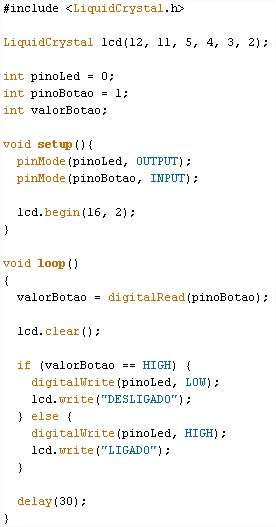 #include <LiquidCrystal.h>
LiquidCrystal lcd(12, 11, 5, 4, 3, 2);
int pinoLed = 0;
int pinoBotao = 1;
int valorBotao;
void setup(){
  pinMode(pinoLed, OUTPUT);
  pinMode(pinoBotao, INPUT);
  lcd.begin(16, 2);
}
void loop()
{
  valorBotao = digitalRead(pinoBotao);
  lcd.clear();
  if (valorBotao == HIGH) {
    digitalWrite(pinoLed, LOW);
    lcd.write("DESLIGADO");
  } else {
    digitalWrite(pinoLed, HIGH);
    lcd.write("LIGADO");
  }
  delay(30);
}